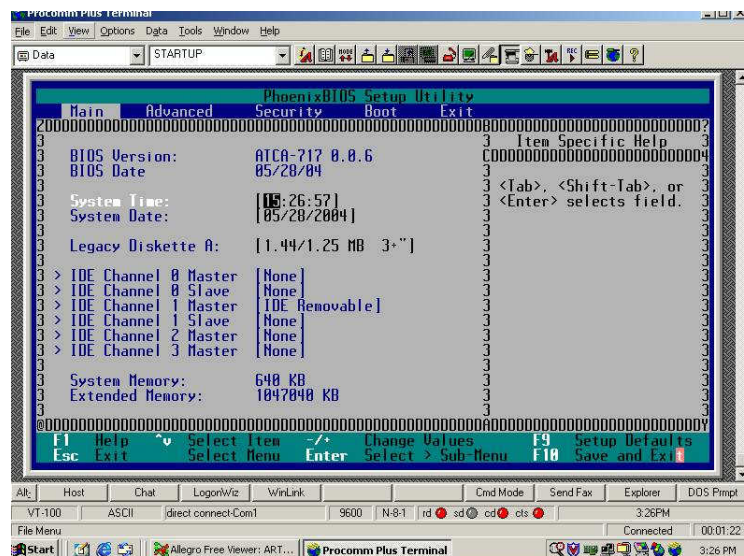 Procomm Plus Terminal
File Edit View Options Data Tools Window Help
Data STARTUP
PhoenixBIOS Setup Utility
Main Advanced Security Boot Exit
Item Specific Help
BIOS Version: ATCA-717 0.0.6
BIOS Date 05/28/04
<Tab>, <Shift-Tab>, or
System Time: [15:26:57] <Enter> selects field.
System Date: [05/28/2004]
Legacy Diskette A: [1.44/1.25 MB 3+"]
> IDE Channel 0 Master [None]
> IDE Channel 0 Slave [None]
> IDE Channel 1 Master [IDE Removable]
> IDE Channel 1 Slave [None]
> IDE Channel 2 Master [None]
> IDE Channel 3 Master [None]
System Memory: 640 KB
Extended Memory: 1047040 KB
F1 Help ^v Select Item -/+ Change Values F9 Setup Defaults
Esc Exit Select Menu Enter Select > Sub-Menu F10 Save and Exit
Alt: Host Chat LogonWiz WinLink Cmd Mode Send Fax Explorer DOS Prmpt
VT-100 ASCII direct connect-Com1 9600 N-8-1 rd sd cd cts 3:26PM
File Menu Connected 00:01:22
Start Allegro Free Viewer: ART... Procomm Plus Terminal 3:26 PM